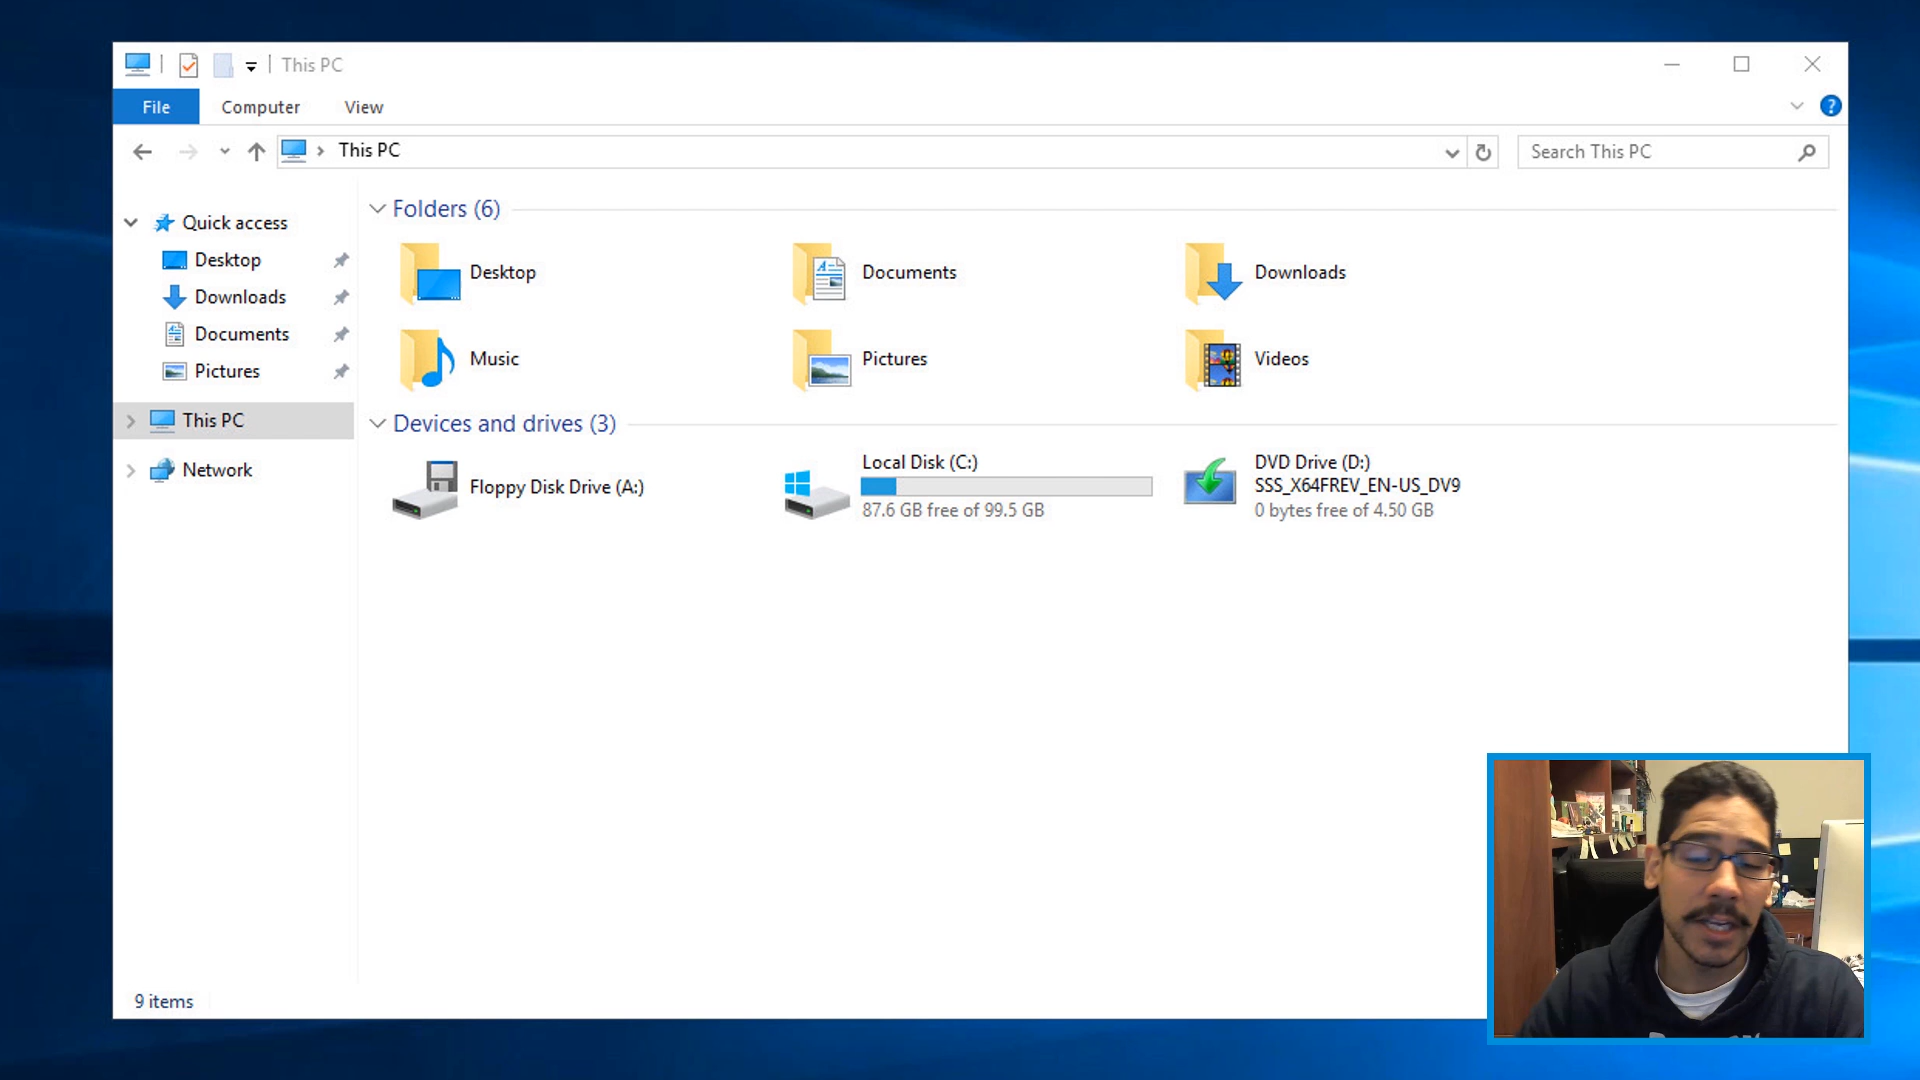 This PC
File Computer View
This PC
Search This PC
Quick access
Desktop
Downloads
Documents
Pictures
This PC
Network
Folders (6)
Desktop
Documents
Downloads
Music
Pictures
Videos
Devices and drives (3)
Floppy Disk Drive (A:)
Local Disk (C:)
87.6 GB free of 99.5 GB
DVD Drive (D:)
SSS_X64FREV_EN-US_DV9
0 bytes free of 4.50 GB
9 items